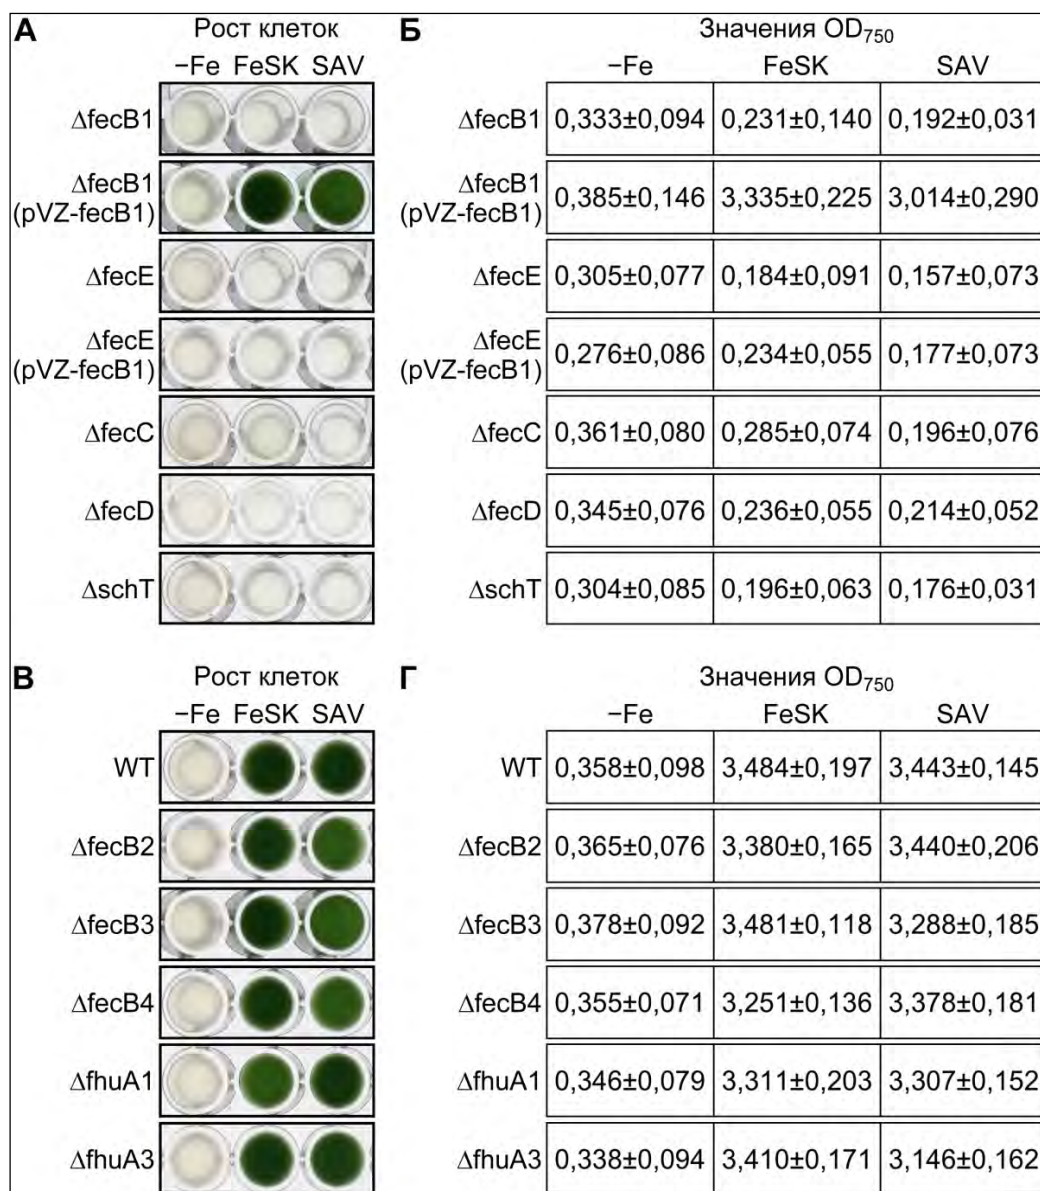 А Рост клеток Б Значения OD750
−Fe FeSK SAV −Fe FeSK SAV
ΔfecB1 ΔfecB1 0,333±0,094 0,231±0,140 0,192±0,031
ΔfecB1 (pVZ-fecB1) ΔfecB1 (pVZ-fecB1) 0,385±0,146 3,335±0,225 3,014±0,290
ΔfecE ΔfecE 0,305±0,077 0,184±0,091 0,157±0,073
ΔfecE (pVZ-fecB1) ΔfecE (pVZ-fecB1) 0,276±0,086 0,234±0,055 0,177±0,073
ΔfecC ΔfecC 0,361±0,080 0,285±0,074 0,196±0,076
ΔfecD ΔfecD 0,345±0,076 0,236±0,055 0,214±0,052
ΔschT ΔschT 0,304±0,085 0,196±0,063 0,176±0,031
В Рост клеток Г Значения OD750
−Fe FeSK SAV −Fe FeSK SAV
WT WT 0,358±0,098 3,484±0,197 3,443±0,145
ΔfecB2 ΔfecB2 0,365±0,076 3,380±0,165 3,440±0,206
ΔfecB3 ΔfecB3 0,378±0,092 3,481±0,118 3,288±0,185
ΔfecB4 ΔfecB4 0,355±0,071 3,251±0,136 3,378±0,181
ΔfhuA1 ΔfhuA1 0,346±0,079 3,311±0,203 3,307±0,152
ΔfhuA3 ΔfhuA3 0,338±0,094 3,410±0,171 3,146±0,162